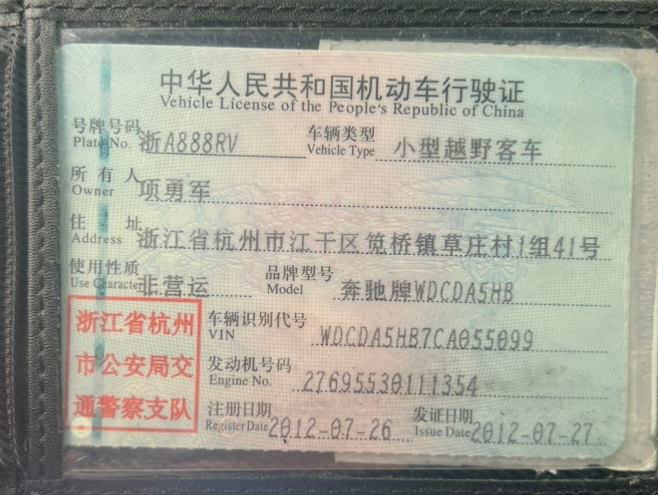 中华人民共和国机动车行驶证
Vehicle License of the People's Republic of China
号牌号码 浙A888RV 车辆类型 小型越野客车
Plate No. Vehicle Type
所有人 项勇军
Owner
住址 浙江省杭州市江干区笕桥镇草庄村1组41号
Address
使用性质 非营运 品牌型号 奔驰牌WDCDA5HB
Use Character Model
浙江省杭州
市公安局交
通警察支队
车辆识别代号 WDCDA5HB7CA055099
VIN
发动机号码 27695530111354
Engine No.
注册日期 2012-07-26 发证日期 2012-07-27
Register Date Issue Date